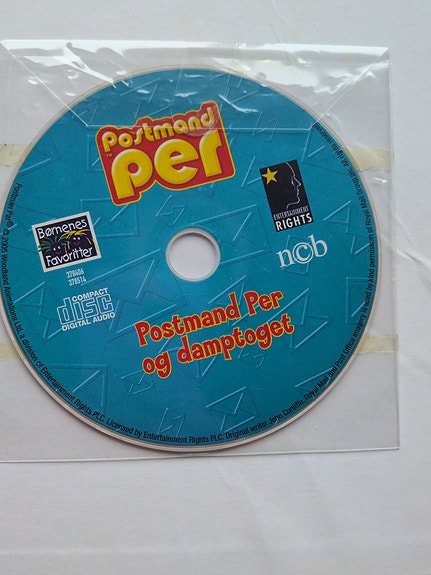 Postmand
per
Børnenes
Favoritter
378406
378514
COMPACT
disc
DIGITAL AUDIO
ENTERTAINMENT
RIGHTS
ncb
Postmand Per
og damptoget
Postman Pat © 2005 Woodland Animations Ltd, a division of Entertainment Rights PLC. Licensed by Entertainment Rights PLC. Original writer John Cunliffe. Royal Mail and Post Office imagery is used by kind permission of Royal Mail Group plc. All rights reserved.